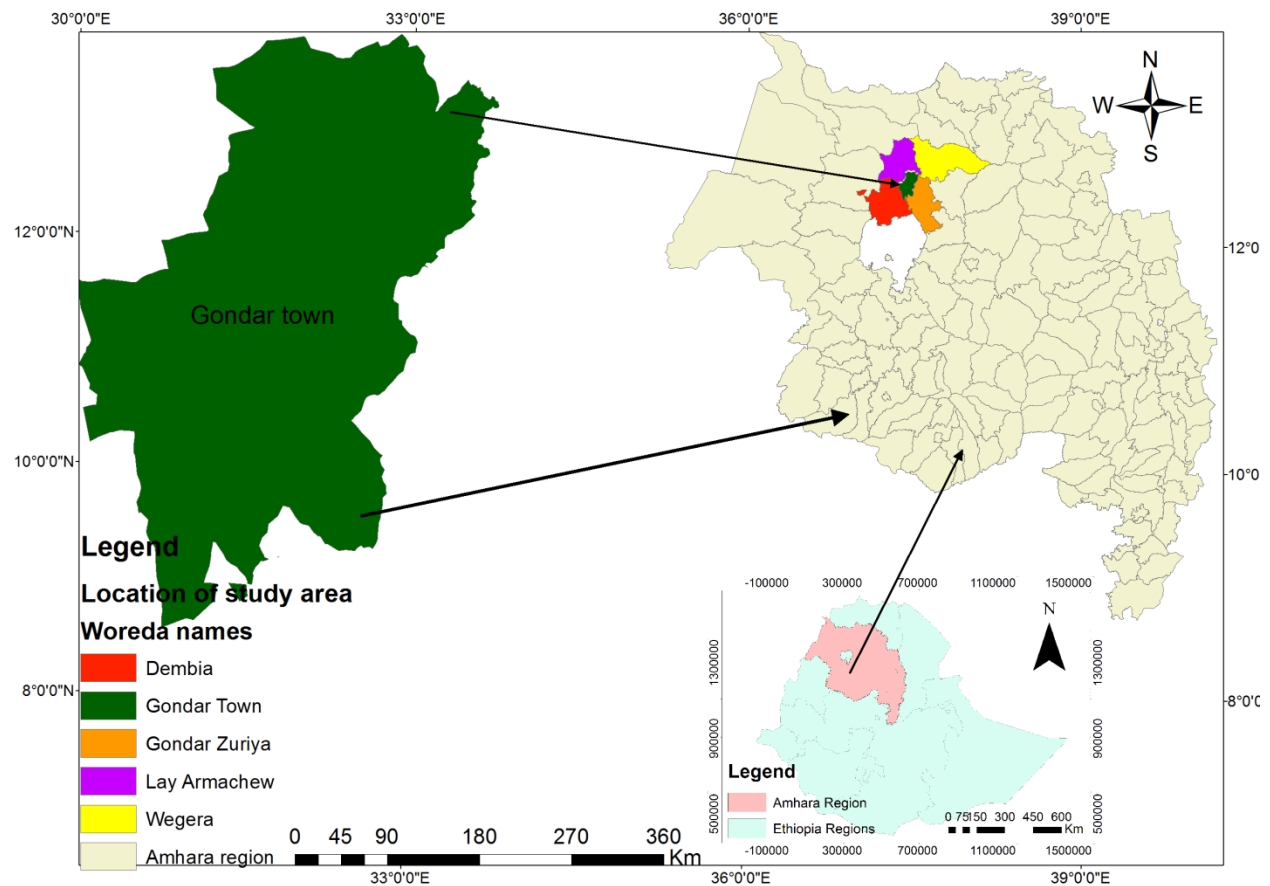 30°0'0"E 33°0'0"E 36°0'0"E 39°0'0"E
N
W E
S
12°0'0"N
12°0'0
Gondar town
10°0'0"N
10°0'0
Legend
Location of study area
Woreda names
Dembia
Gondar Town
Gondar Zuriya
Lay Armachew
Wegera
Amhara region
8°0'0"N
8°0'0
0 45 90 180 270 360
Km
-100000 300000 700000 1100000 1500000
N
1300000
900000
500000
1300000
900000
500000
Legend
Amhara Region
Ethiopia Regions
0 75 150 300 450 600
Km
-100000 300000 700000 1100000 1500000
33°0'0"E 36°0'0"E 39°0'0"E